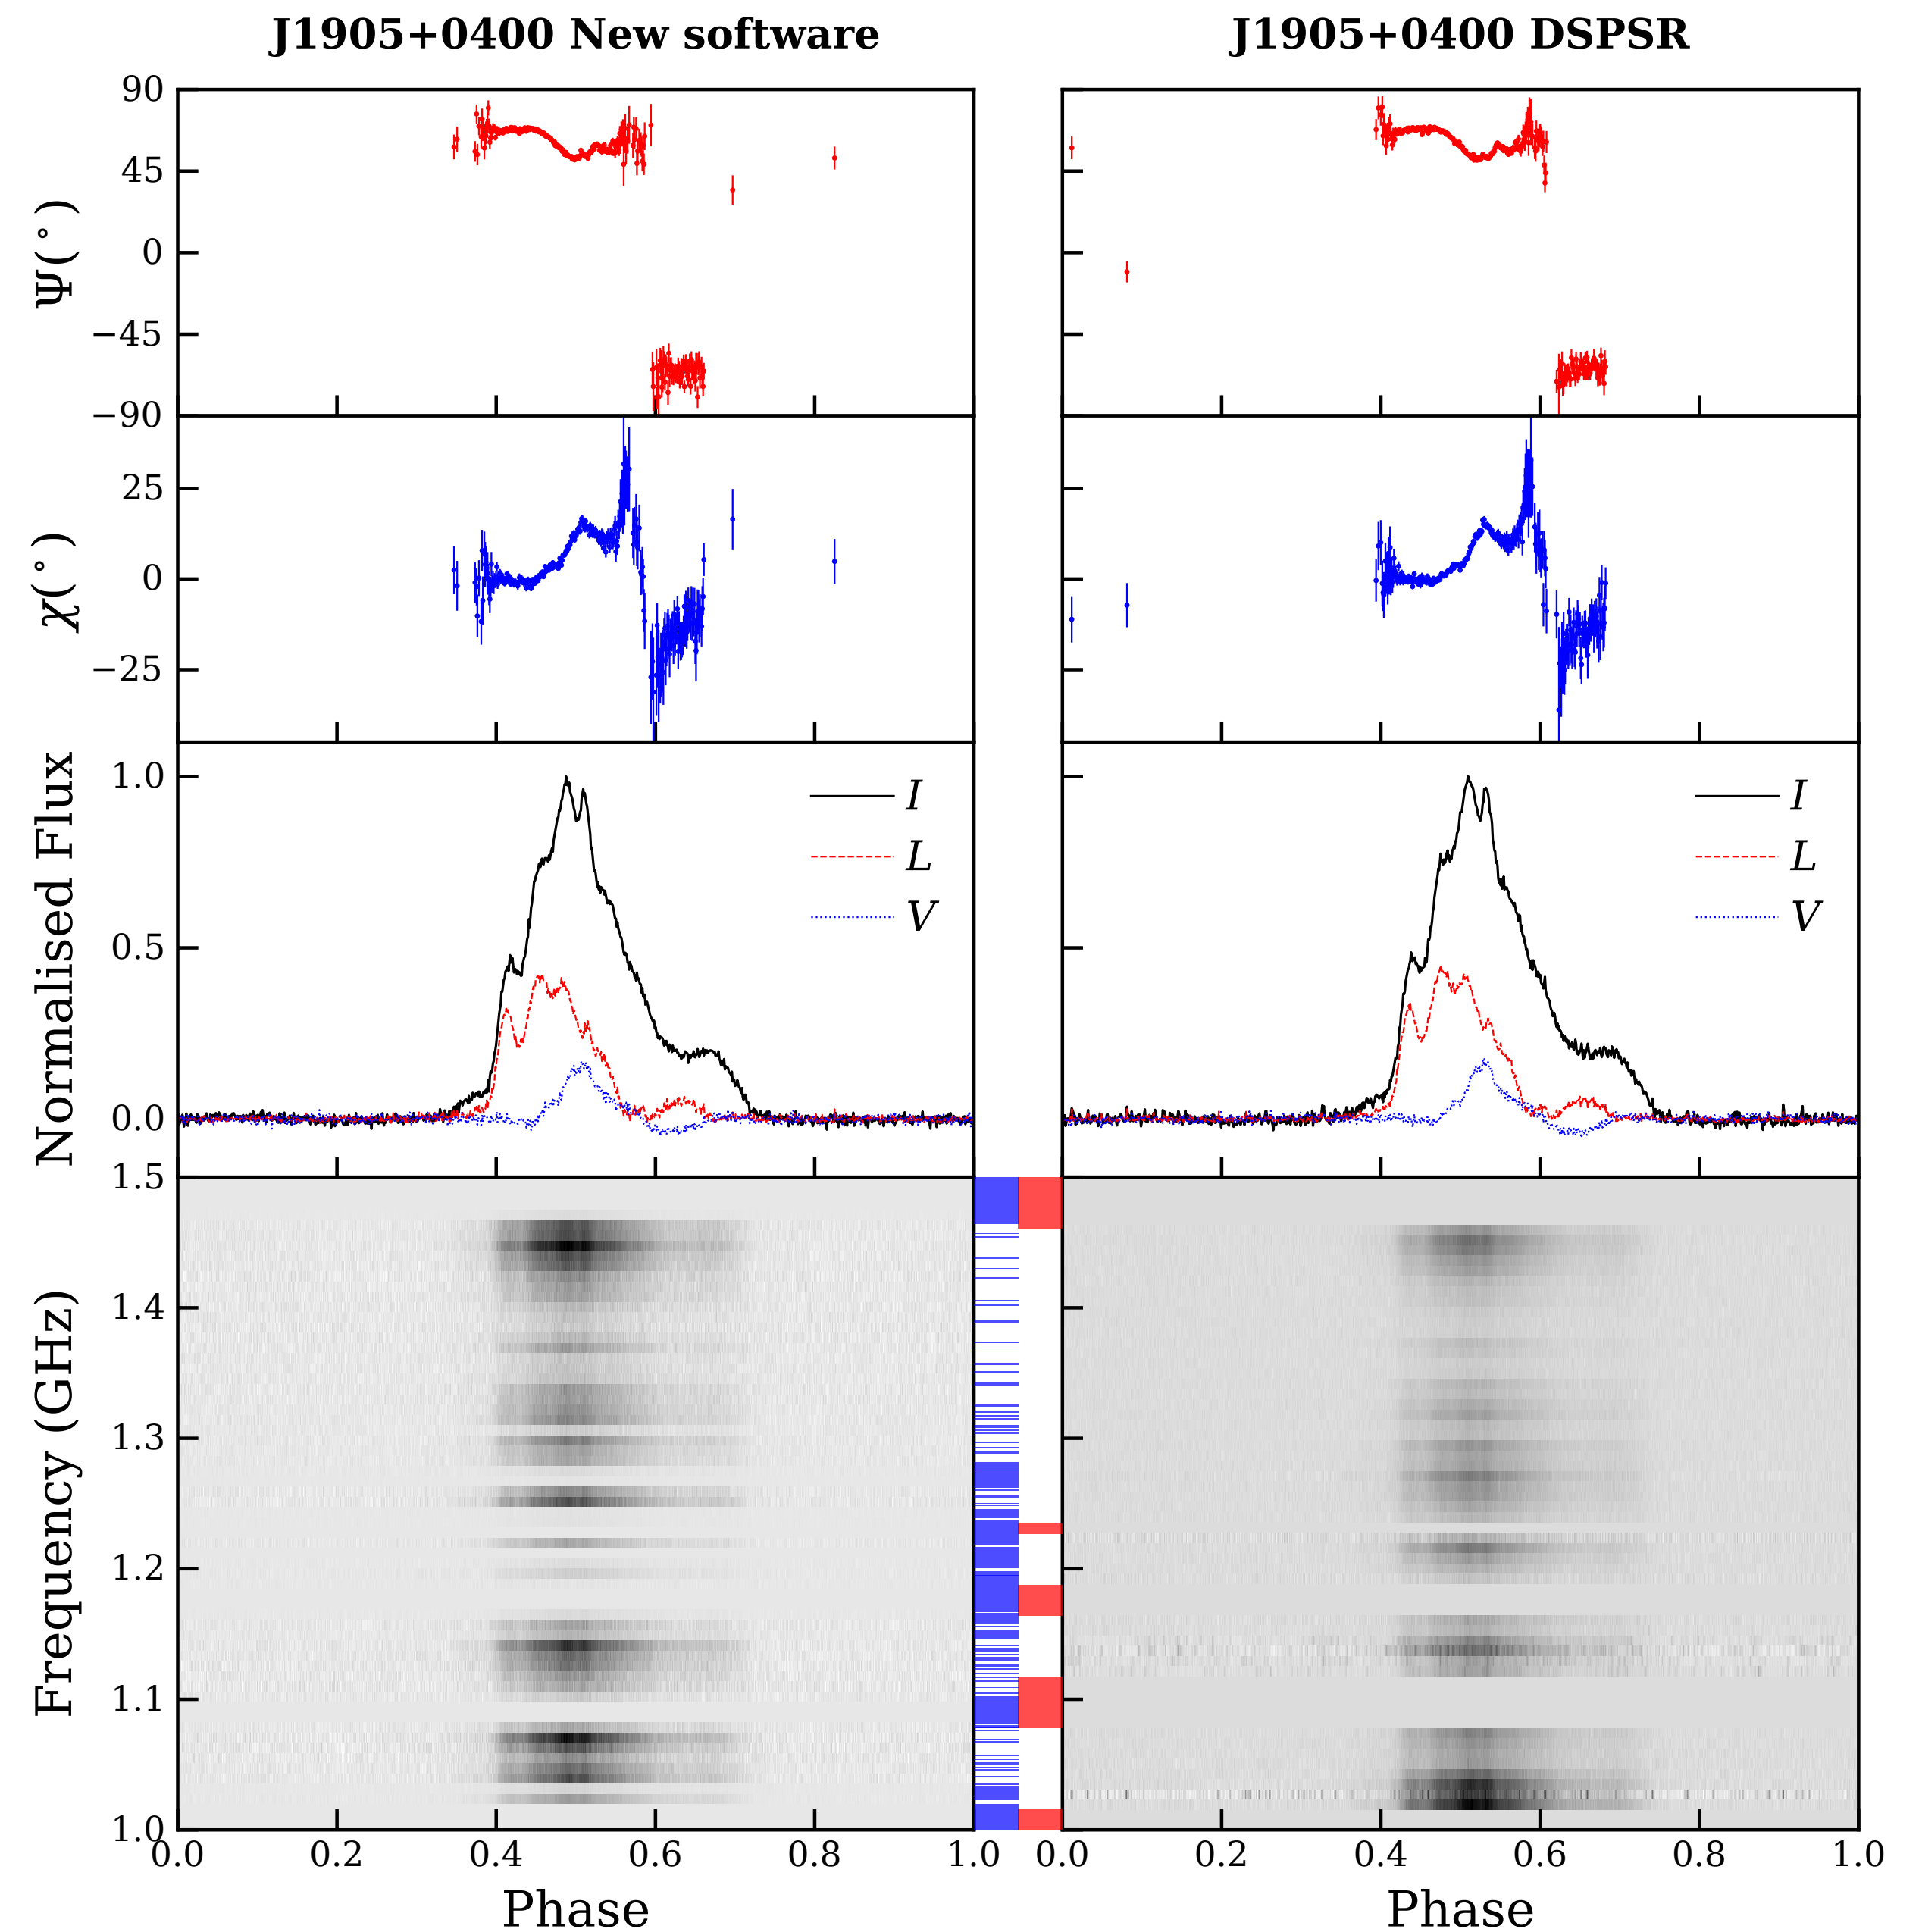 J1905+0400 New software
J1905+0400 DSPSR
90
45
0
−45
−90
Ψ(°)
25
0
−25
χ(°)
1.0
0.5
0.0
Normalised Flux
I
L
V
I
L
V
1.5
1.4
1.3
1.2
1.1
1.0
Frequency (GHz)
0.0 0.2 0.4 0.6 0.8 1.0
0.0 0.2 0.4 0.6 0.8 1.0
Phase
Phase